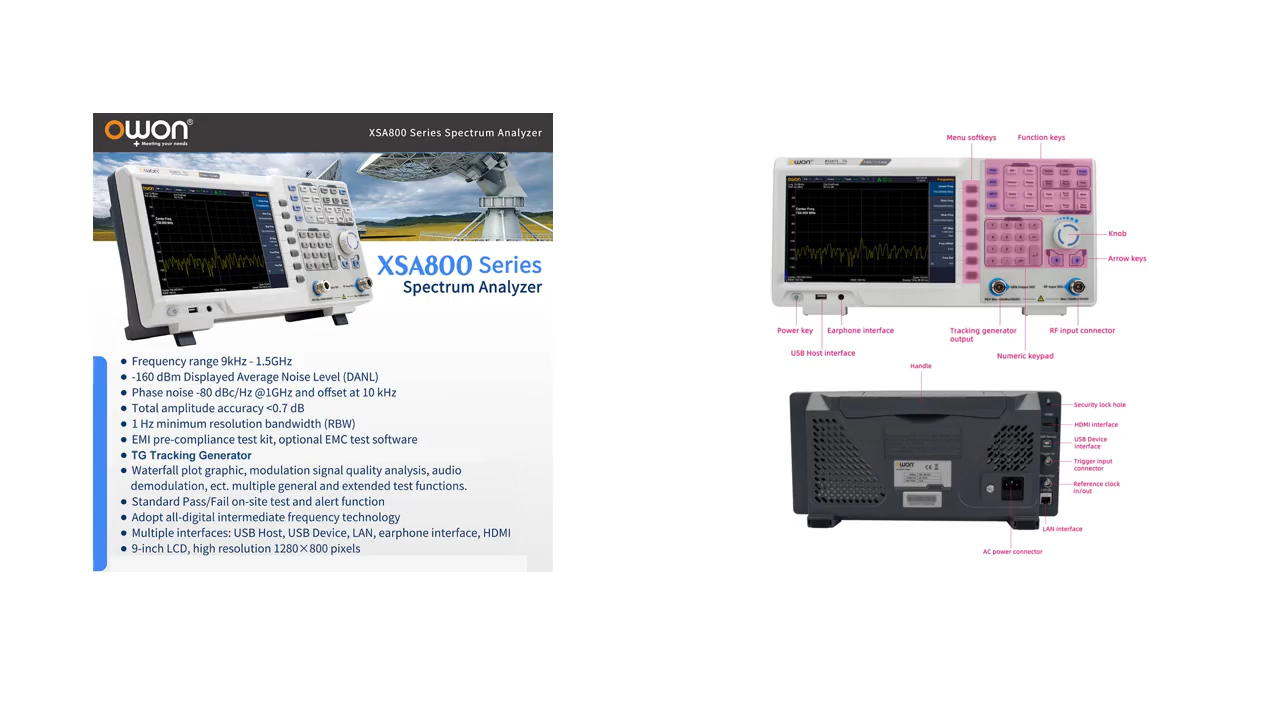 OWON®
Meeting your needs
XSA800 Series Spectrum Analyzer
OWON
XSA800 Series
Spectrum Analyzer
● Frequency range 9kHz - 1.5GHz
● -160 dBm Displayed Average Noise Level (DANL)
● Phase noise -80 dBc/Hz @1GHz and offset at 10 kHz
● Total amplitude accuracy <0.7 dB
● 1 Hz minimum resolution bandwidth (RBW)
● EMI pre-compliance test kit, optional EMC test software
● TG Tracking Generator
● Waterfall plot graphic, modulation signal quality analysis, audio
demodulation, ect. multiple general and extended test functions.
● Standard Pass/Fail on-site test and alert function
● Adopt all-digital intermediate frequency technology
● Multiple interfaces: USB Host, USB Device, LAN, earphone interface, HDMI
● 9-inch LCD, high resolution 1280×800 pixels
Menu softkeys
Function keys
OWON
Knob
Arrow keys
Power key
Earphone interface
Tracking generator
output
RF input connector
USB Host interface
Numeric keypad
Handle
Security lock hole
HDMI interface
USB Device
interface
Trigger input
connector
Reference clock
in/out
OWON
LAN interface
AC power connector